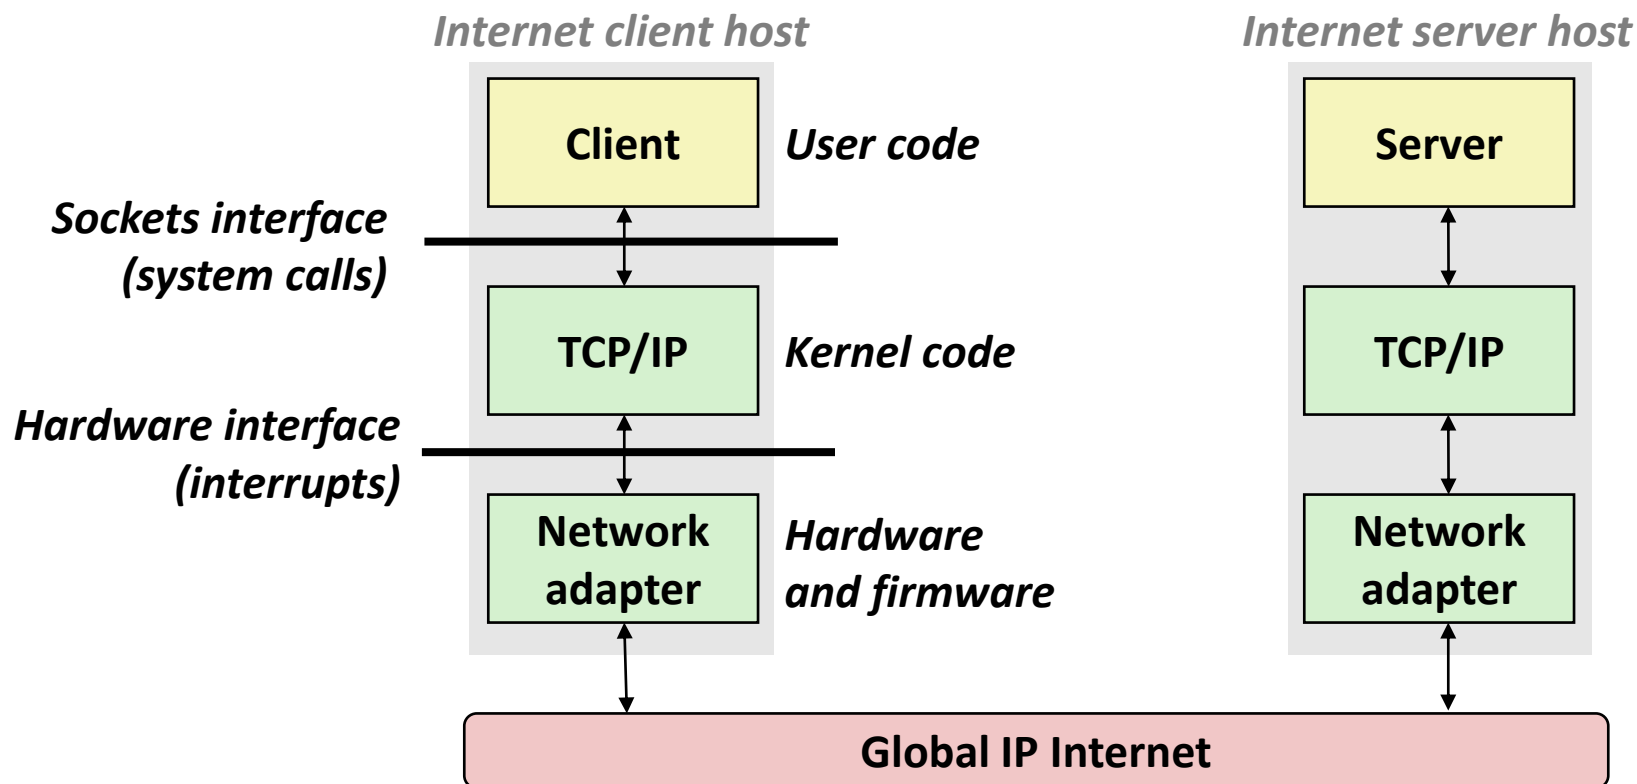 Internet client host
Internet server host
Client
User code
Server
Sockets interface
(system calls)
TCP/IP
Kernel code
TCP/IP
Hardware interface
(interrupts)
Network
adapter
Hardware
and firmware
Network
adapter
Global IP Internet